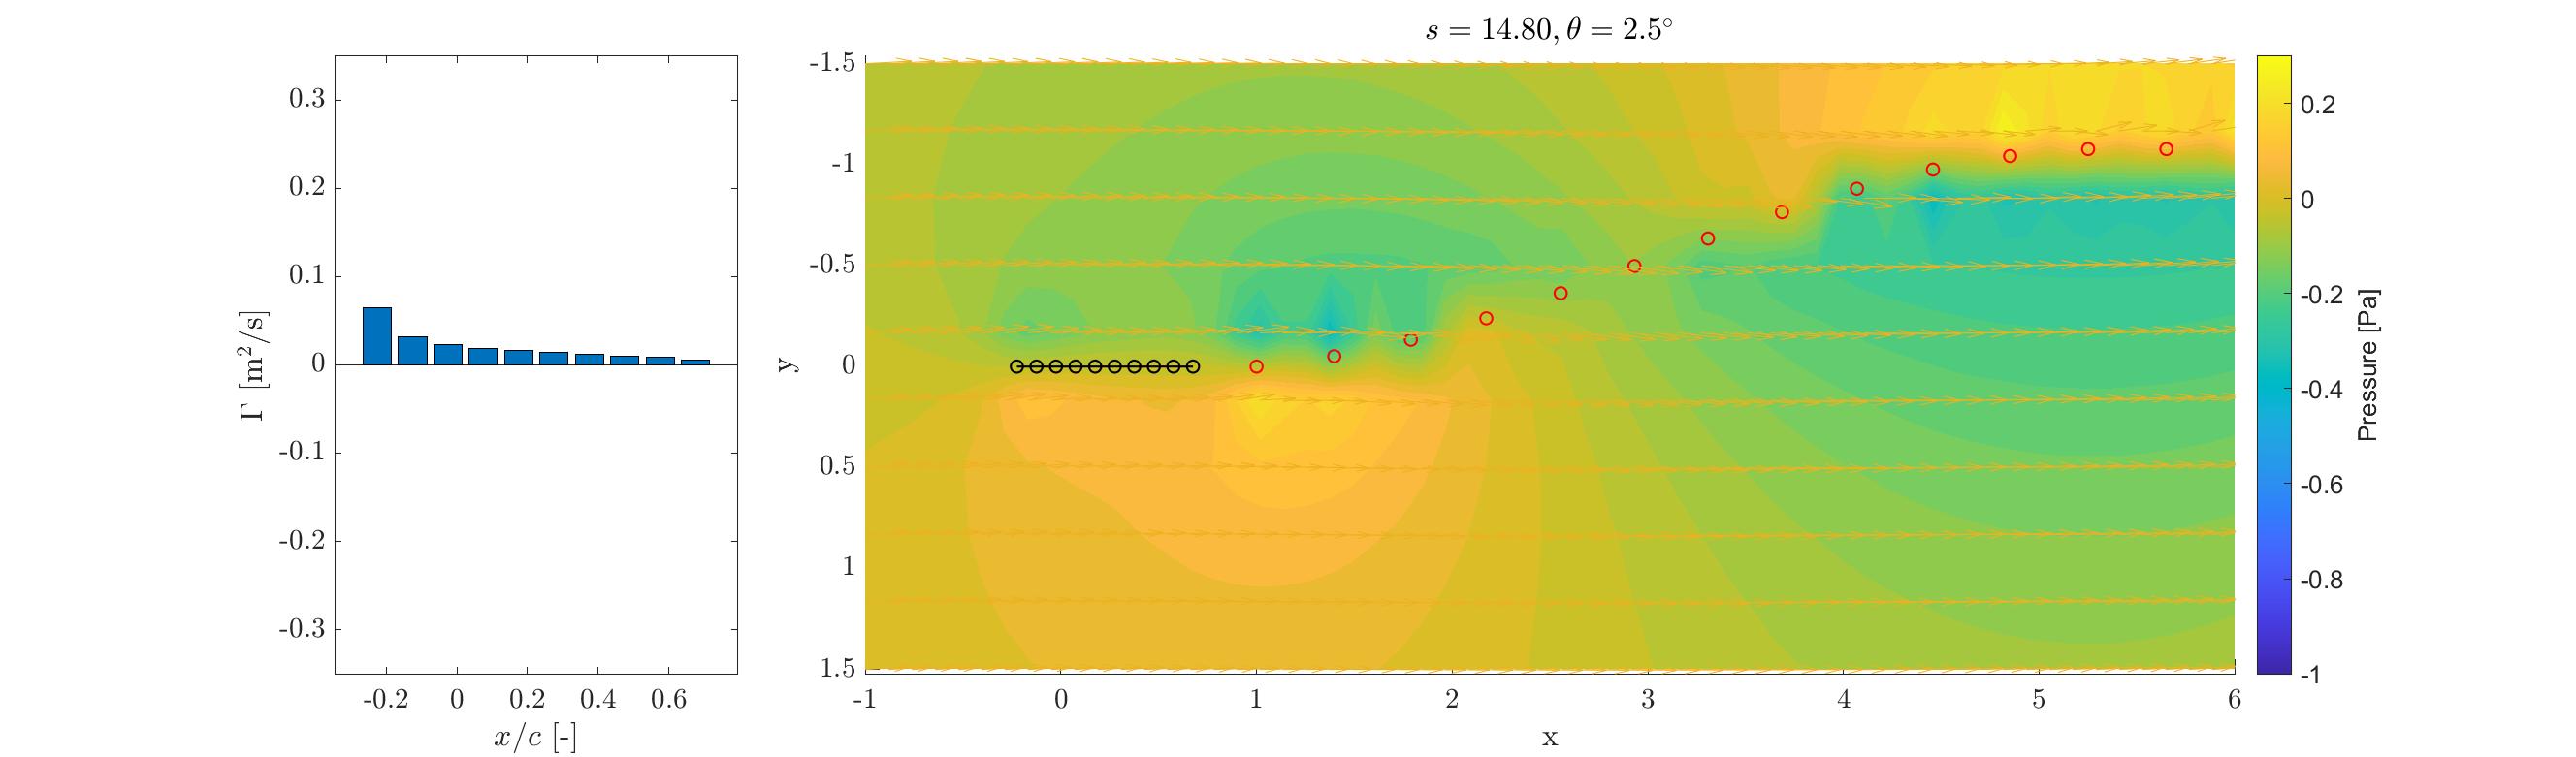 s = 14.80, θ = 2.5°
0.3
0.2
0.1
0
-0.1
-0.2
-0.3
Γ [m²/s]
-0.2 0 0.2 0.4 0.6
x/c [-]
-1.5
-1
-0.5
0
0.5
1
1.5
y
-1 0 1 2 3 4 5 6
x
0.2
0
-0.2
-0.4
-0.6
-0.8
-1
Pressure [Pa]